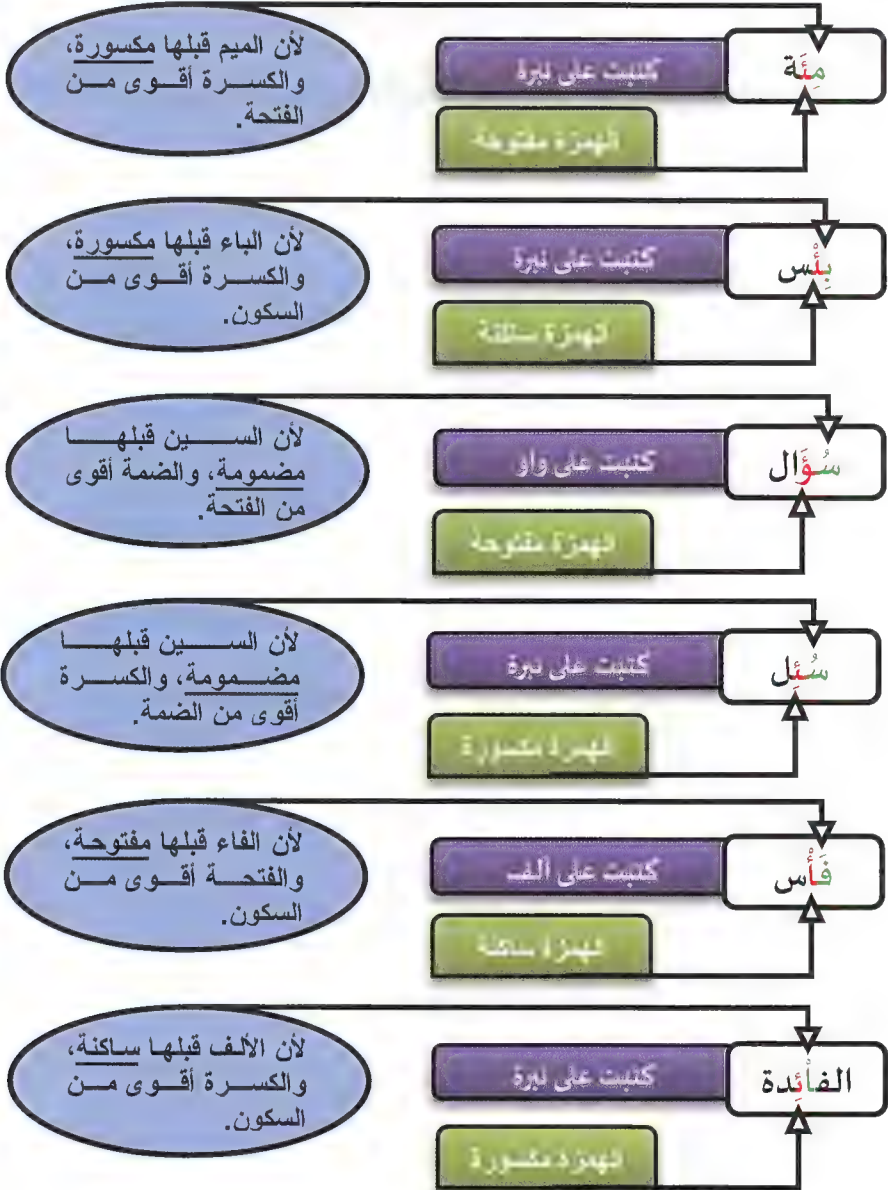 مِئَة
كتبت على نبرة
الهمزة مفتوحة
لأن الميم قبلها مكسورة،
والكسرة أقوى من
الفتحة.
بِئْس
كتبت على نبرة
الهمزة ساكنة
لأن الباء قبلها مكسورة،
والكسرة أقوى من
السكون.
سُؤَال
كتبت على واو
الهمزة مفتوحة
لأن السين قبلها
مضمومة، والضمة أقوى
من الفتحة.
سُئِل
كتبت على نبرة
الهمزة مكسورة
لأن السين قبلها
مضمومة، والكسرة
أقوى من الضمة.
فَأْس
كتبت على ألف
الهمزة ساكنة
لأن الفاء قبلها مفتوحة،
والفتحة أقوى من
السكون.
الفاْئِدة
كتبت على نبرة
الهمزة مكسورة
لأن الألف قبلها ساكنة،
والكسرة أقوى من
السكون.